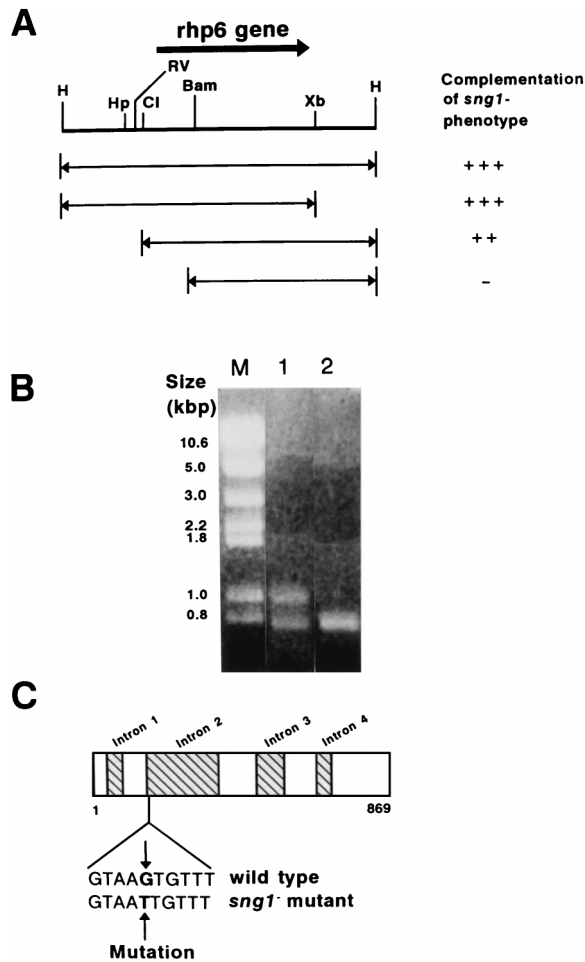 A
rhp6 gene
RV
H
Hp
Cl
Bam
Xb
H
Complementation
of sng1-
phenotype
+++
+++
++
-
B
Size
(kbp)
M 1 2
10.6
5.0
3.0
2.2
1.8
1.0
0.8
C
Intron 1
Intron 2
Intron 3
Intron 4
1
869
GTAAGTGTTT wild type
GTAATTGTTT sng1- mutant
Mutation